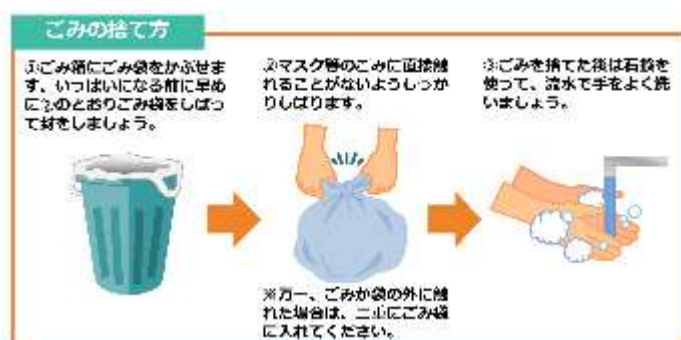 ごみの捨て方
①ごみ箱にごみ袋をかぶせま
す、いっぱいになる前に早め
に②のとおりごみ袋をしばっ
て封をしましょう。
②マスク等のごみに直接触
れることがないようしっか
りしばります。
※万一、ごみが袋の外に触
れた場合は、二重にごみ袋
に入れてください。
③ごみを捨てた後は石鹸を
使って、流水で手をよく洗
いましょう。